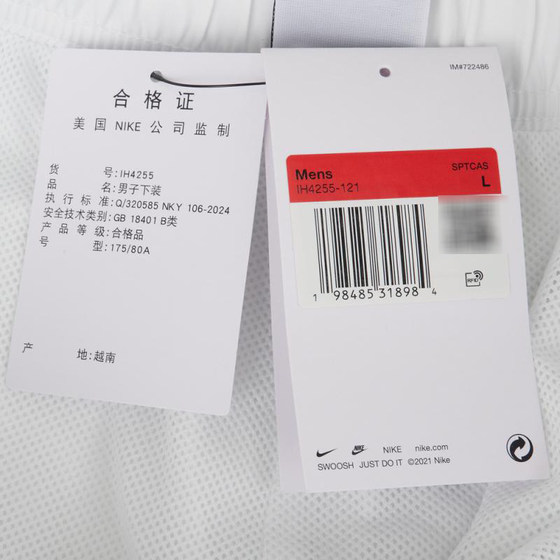 合格证
美国 NIKE 公司监制
货 号:IH4255
品 名:男子下装
执行标准:Q/320585 NKY 106-2024
安全技术类别:GB 18401 B类
产品等级:合格品
号 型:175/80A
产 地:越南
IM#722486
SPTCAS
Mens
L
IH4255-121
1 98485 31898 4
RFID
NIKE nike.com
SWOOSH JUST DO IT ©2021 Nike